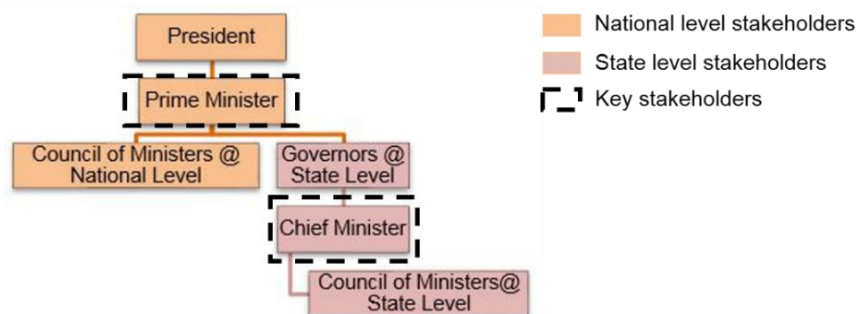 President
Prime Minister
Council of Ministers @
National Level
Governors @
State Level
Chief Minister
Council of Ministers@
State Level
National level stakeholders
State level stakeholders
Key stakeholders